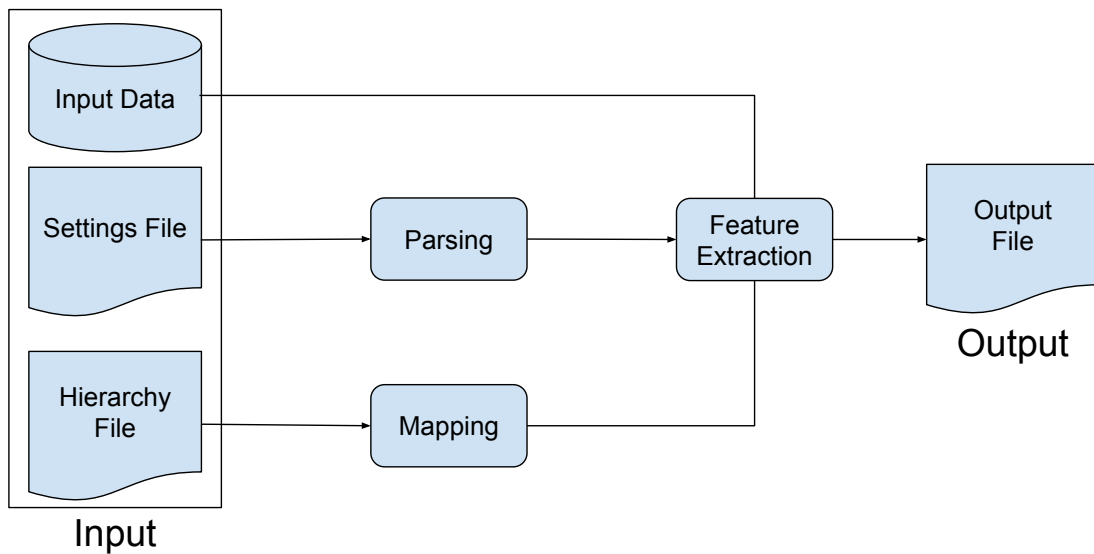 Input Data
Settings File
Hierarchy
File
Input
Parsing
Mapping
Feature
Extraction
Output
File
Output